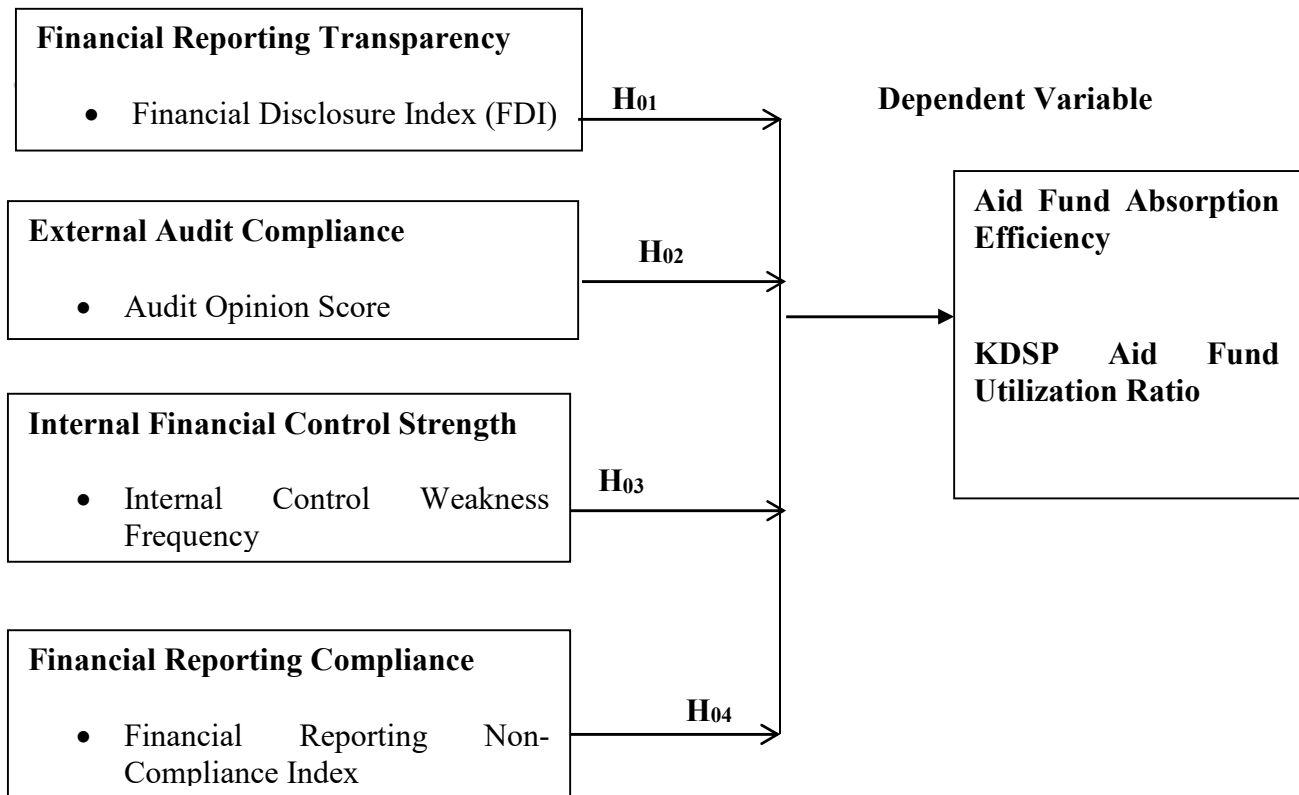 Financial Reporting Transparency
• Financial Disclosure Index (FDI)
H01
Dependent Variable
External Audit Compliance
• Audit Opinion Score
H02
Aid Fund Absorption
Efficiency
KDSP Aid Fund
Utilization Ratio
Internal Financial Control Strength
• Internal Control Weakness
Frequency
H03
Financial Reporting Compliance
• Financial Reporting Non-
Compliance Index
H04